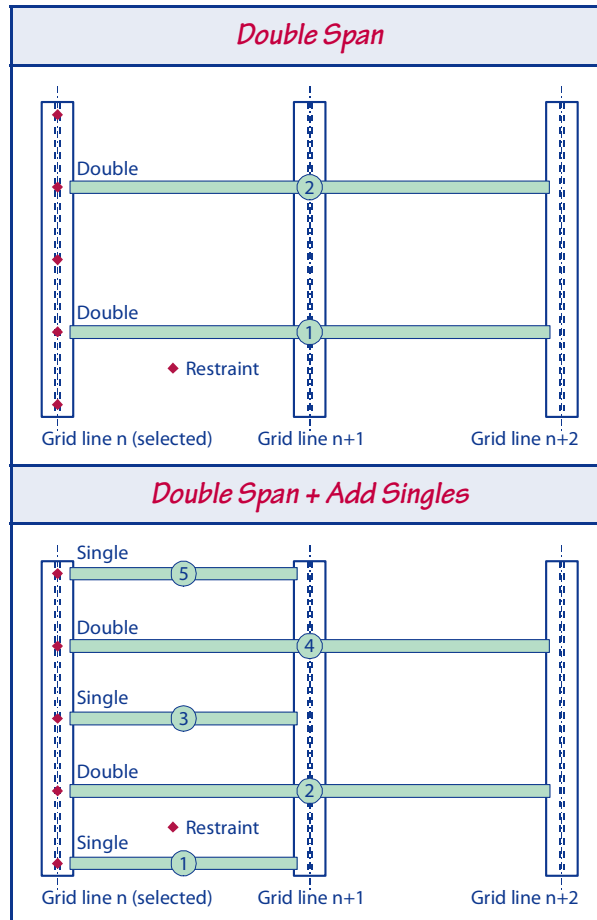 Double Span
Double
2
Double
1
Restraint
Grid line n (selected) Grid line n+1 Grid line n+2
Double Span + Add Singles
Single
5
Double
4
Single
3
Double
2
Restraint
Single
1
Grid line n (selected) Grid line n+1 Grid line n+2